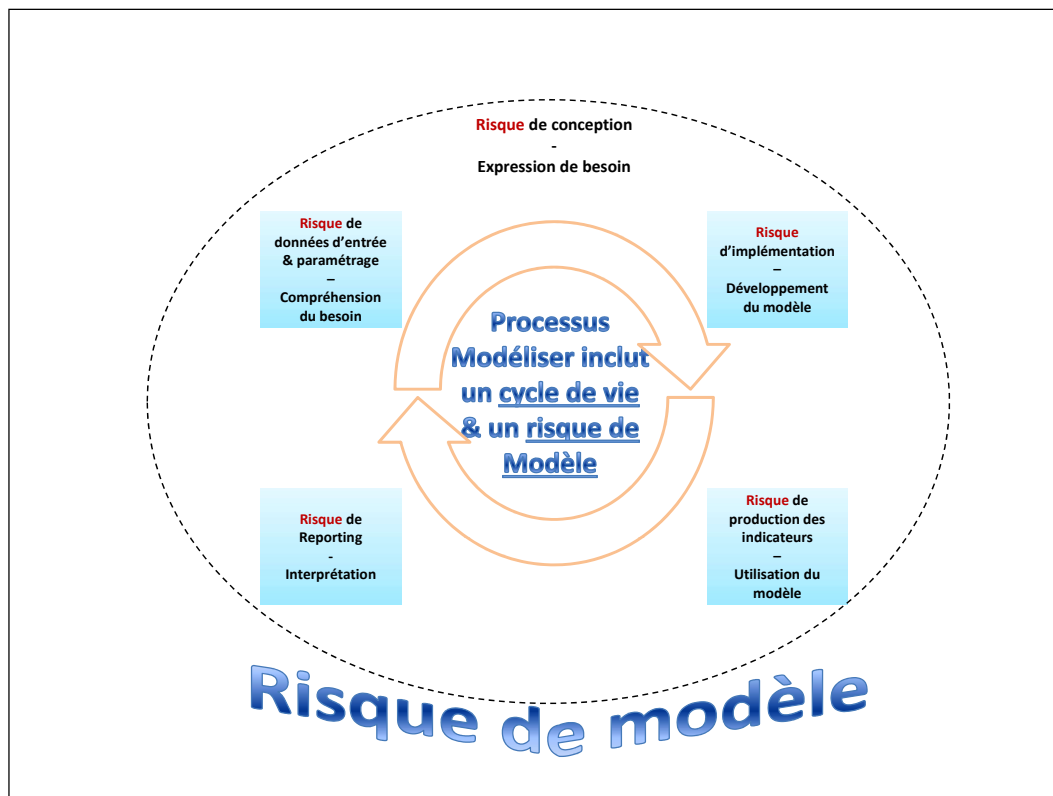 Risque de conception
-
Expression de besoin
Risque de
données d'entrée
& paramétrage
–
Compréhension
du besoin
Risque
d'implémentation
–
Développement
du modèle
Processus
Modéliser inclut
un cycle de vie
& un risque de
Modèle
Risque de
Reporting
-
Interprétation
Risque de
production des
indicateurs
–
Utilisation du
modèle
Risque de modèle